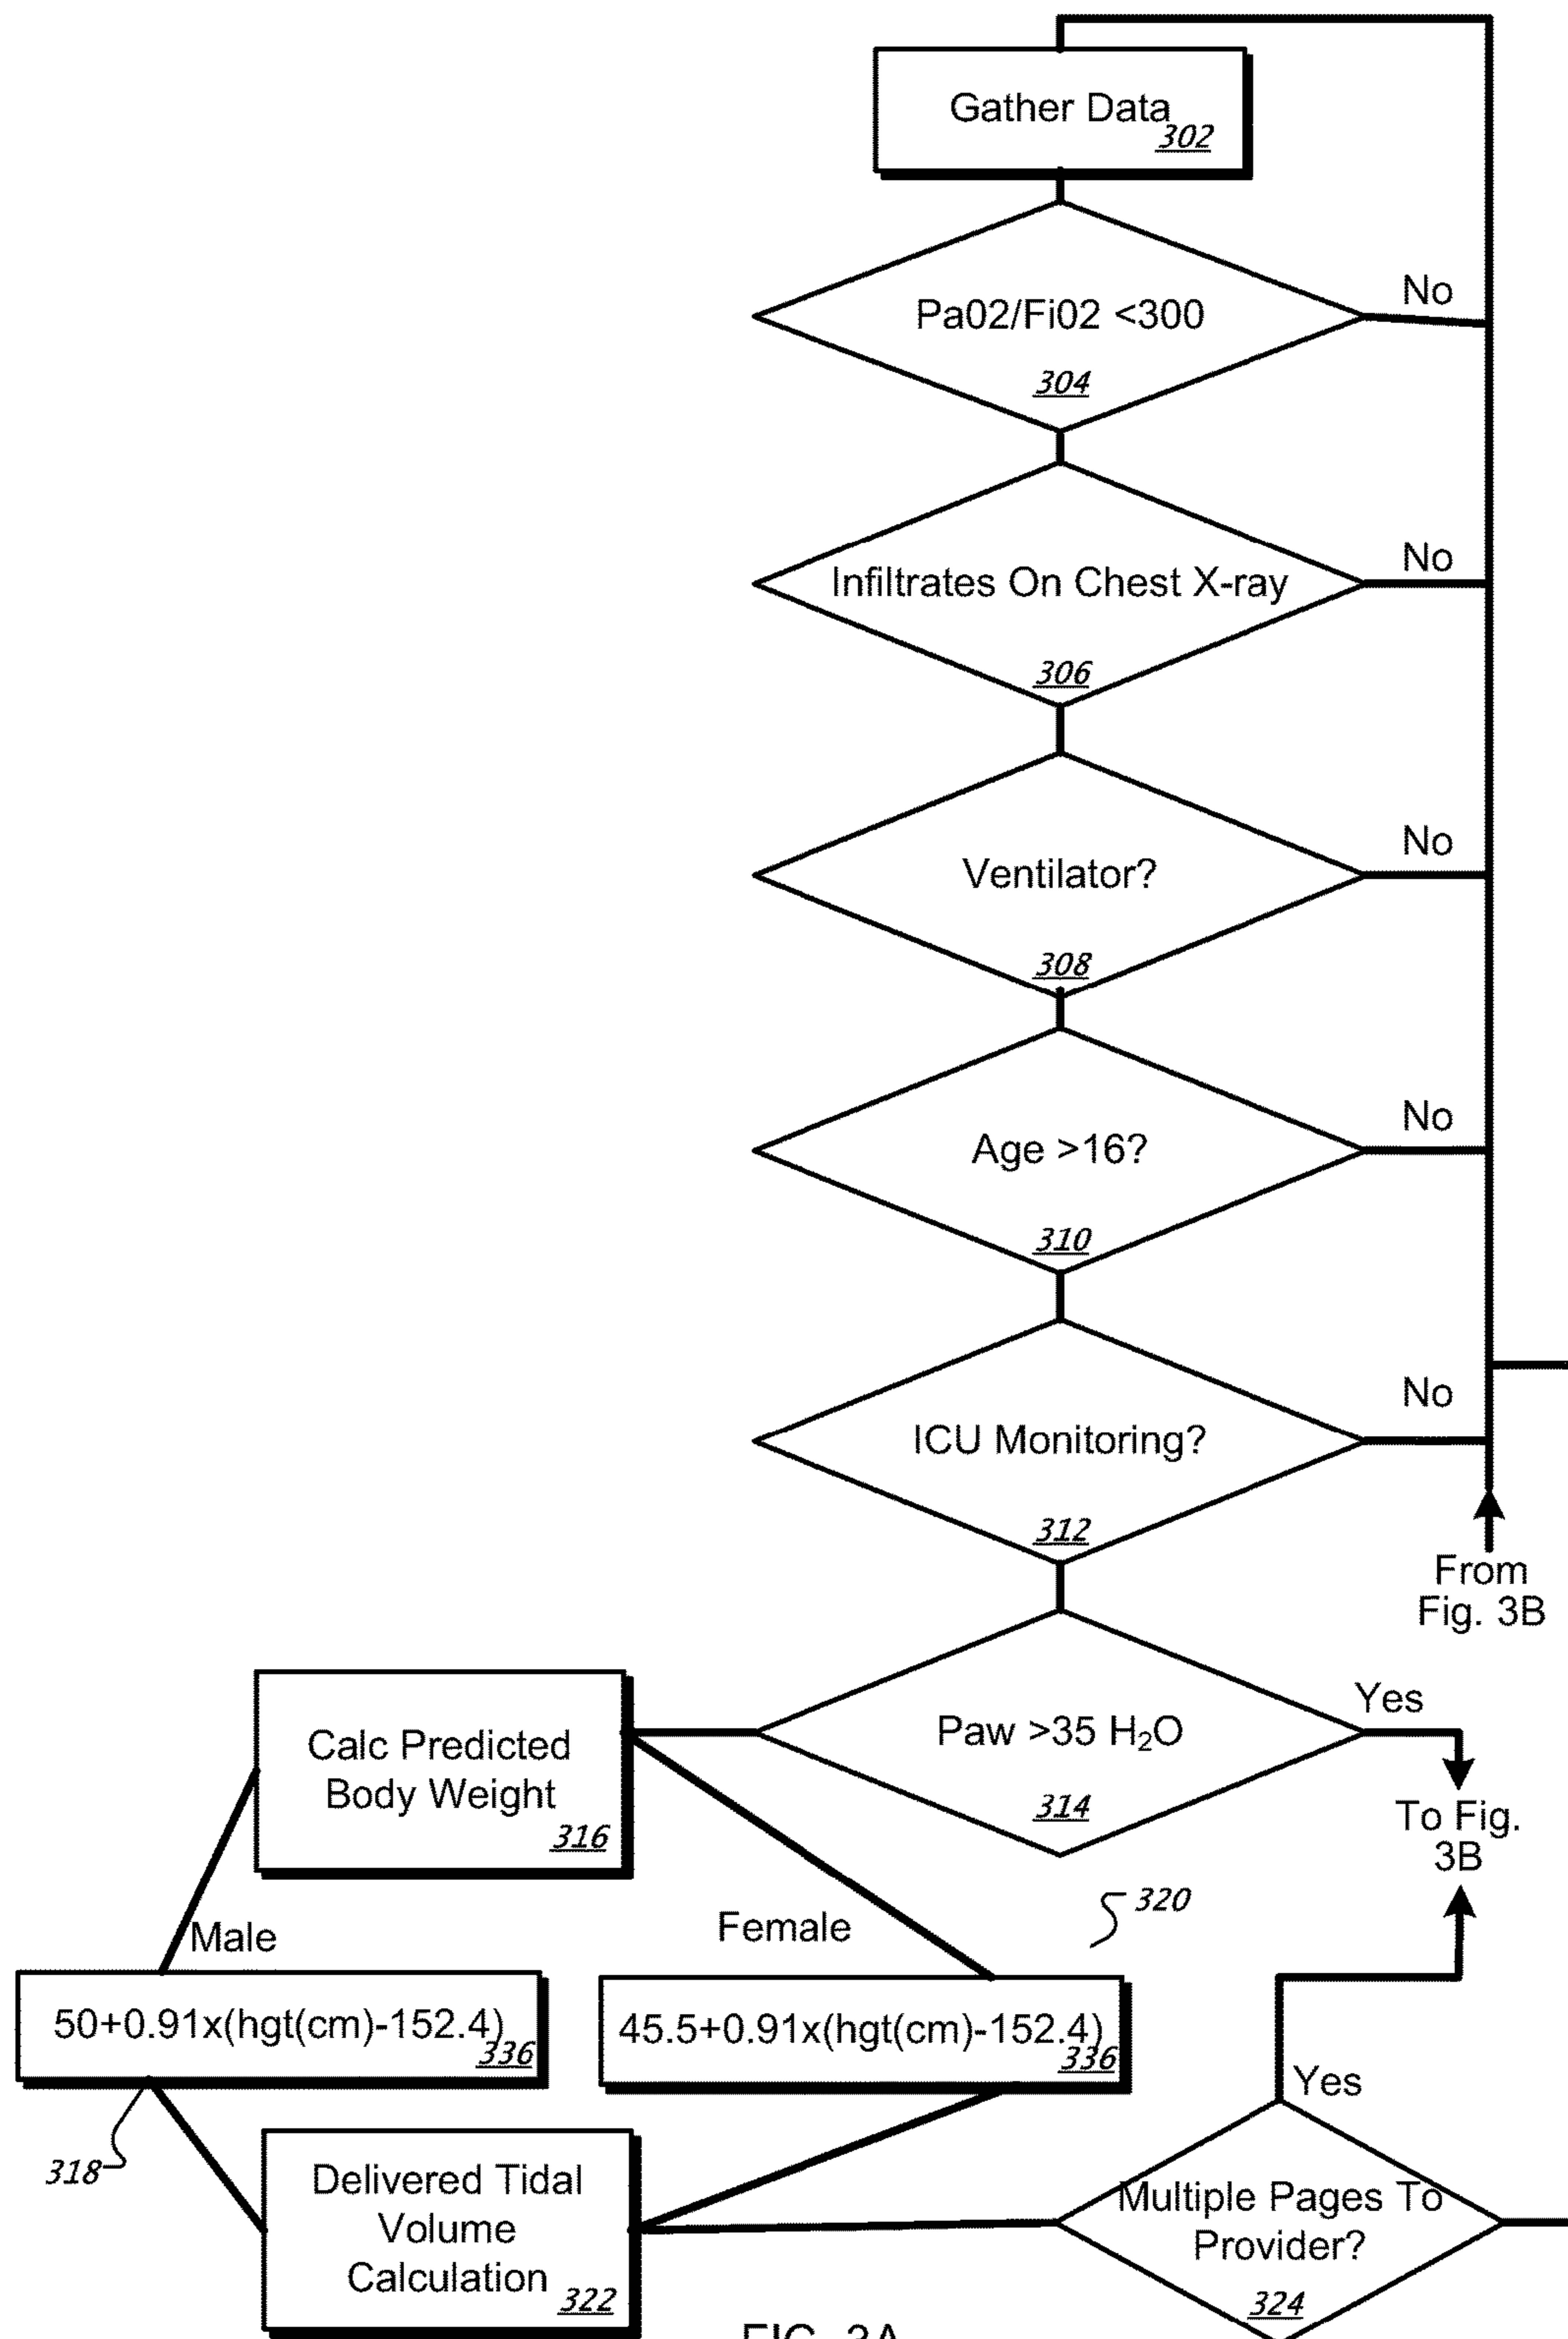 Gather Data
302
Pa02/Fi02 <300
No
304
Infiltrates On Chest X-ray
No
306
Ventilator?
No
308
Age >16?
No
310
ICU Monitoring?
No
312
From
Fig. 3B
Calc Predicted
Body Weight
316
Paw >35 H₂O
314
Yes
To Fig.
3B
320
Male
Female
50+0.91x(hgt(cm)-152.4)
336
45.5+0.91x(hgt(cm)-152.4)
336
318
Yes
Delivered Tidal
Volume
Calculation
322
Multiple Pages To
Provider?
324
FIG. 3A